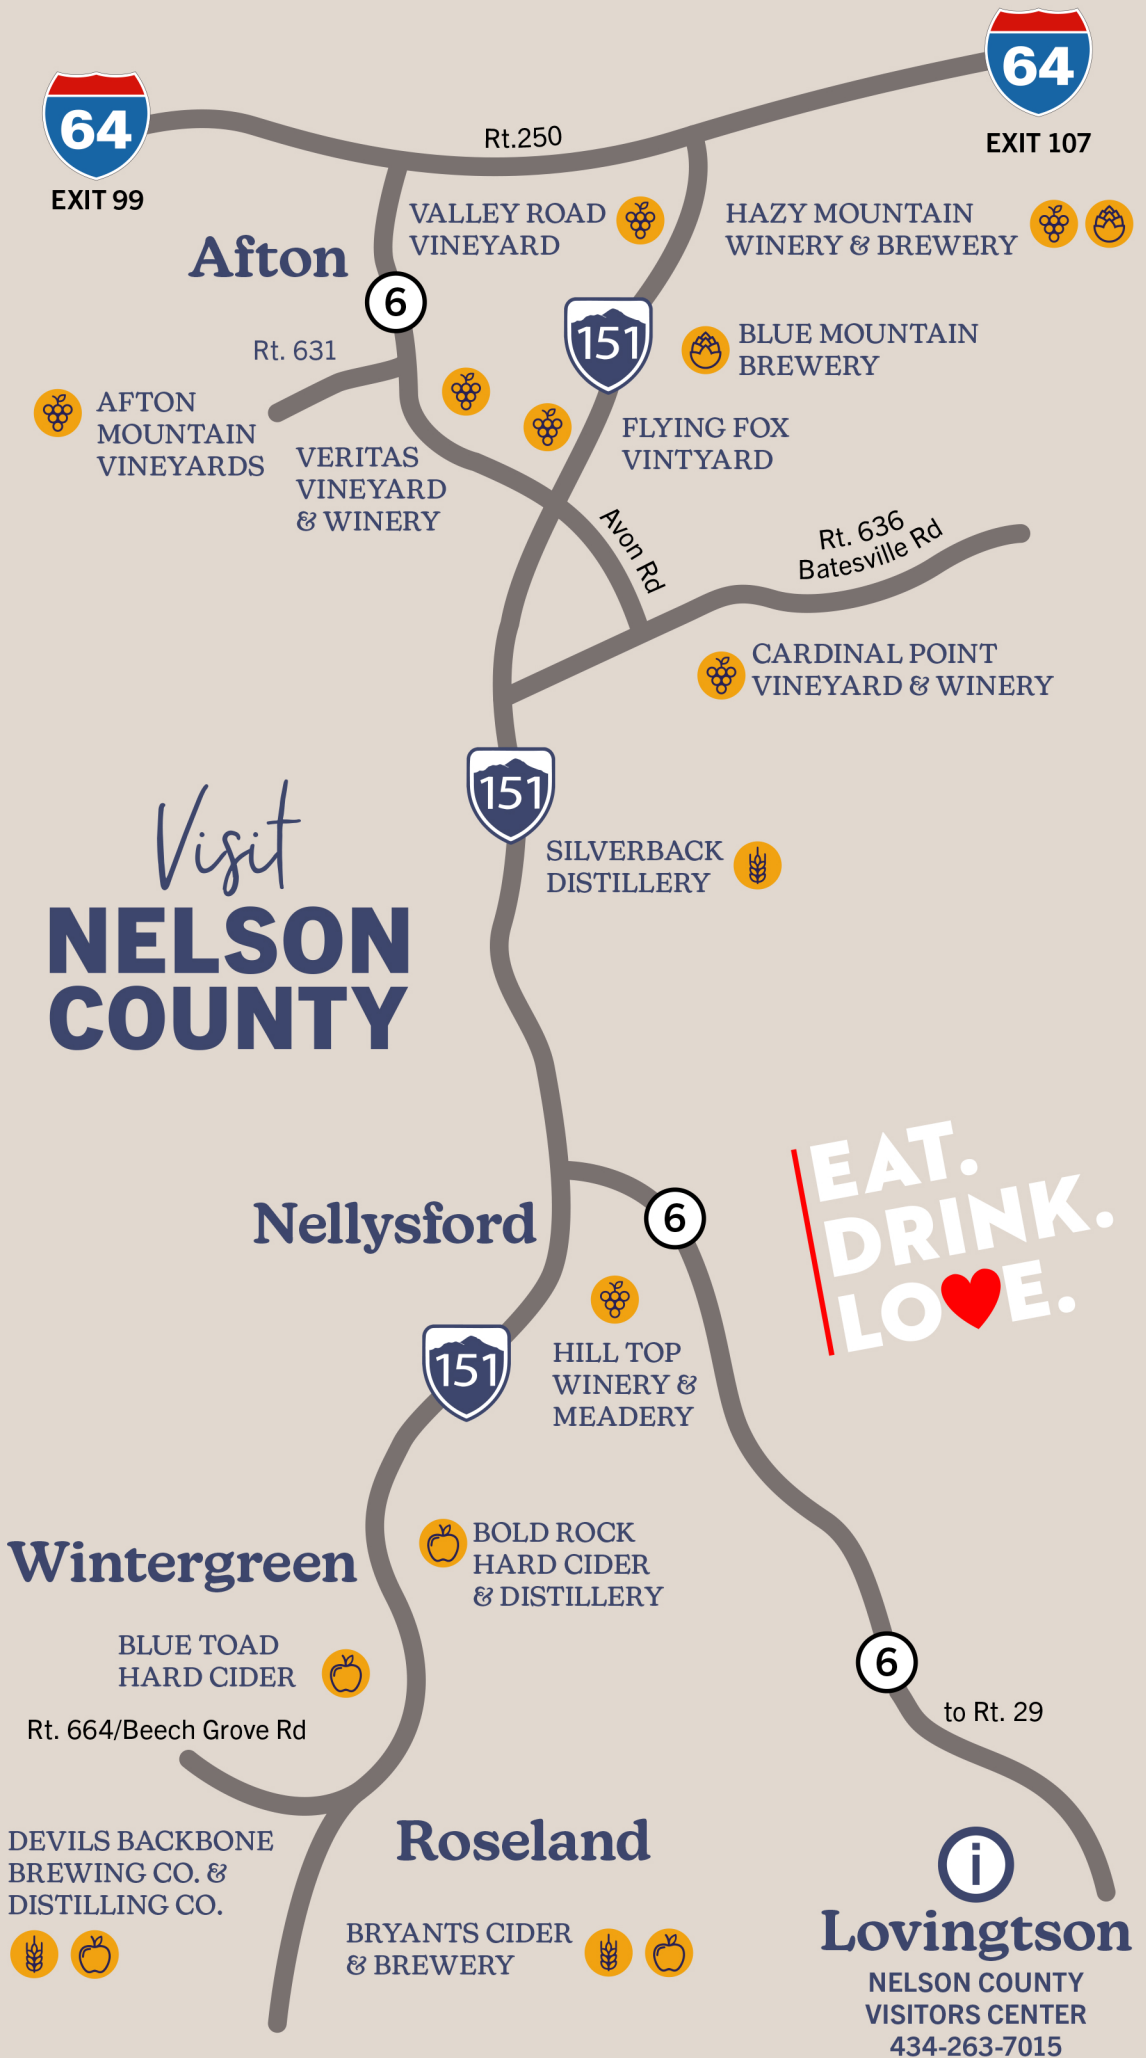 64
EXIT 99
64
EXIT 107
Rt.250
VALLEY ROAD
VINEYARD
HAZY MOUNTAIN
WINERY & BREWERY
Afton
6
151
BLUE MOUNTAIN
BREWERY
Rt. 631
AFTON
MOUNTAIN
VINEYARDS
VERITAS
VINEYARD
& WINERY
FLYING FOX
VINTYARD
Avon Rd
Rt. 636
Batesville Rd
CARDINAL POINT
VINEYARD & WINERY
151
SILVERBACK
DISTILLERY
Visit
NELSON
COUNTY
EAT.
DRINK.
LO❤E.
Nellysford
6
151
HILL TOP
WINERY &
MEADERY
Wintergreen
BOLD ROCK
HARD CIDER
& DISTILLERY
BLUE TOAD
HARD CIDER
6
to Rt. 29
Rt. 664/Beech Grove Rd
DEVILS BACKBONE
BREWING CO. &
DISTILLING CO.
Roseland
BRYANTS CIDER
& BREWERY
i
Lovingtson
NELSON COUNTY
VISITORS CENTER
434-263-7015